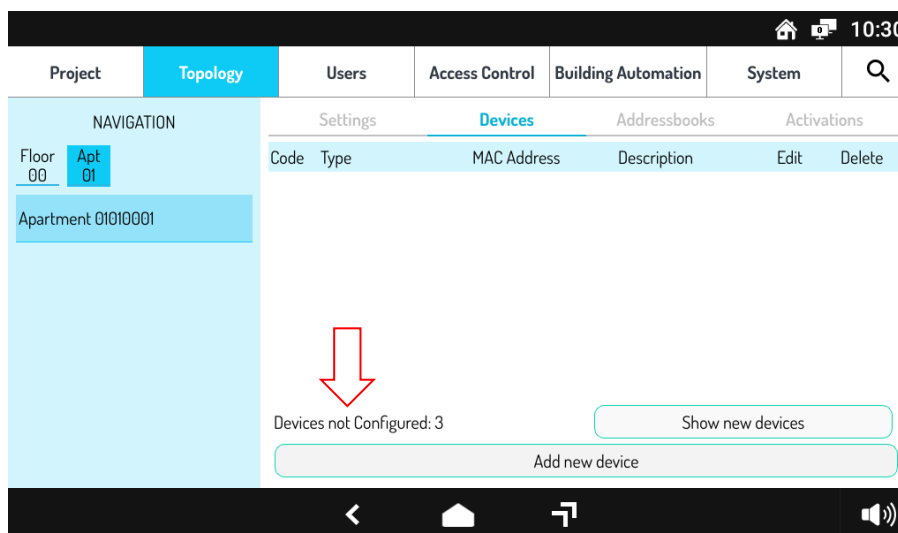 10:30
Project Topology Users Access Control Building Automation System
NAVIGATION Settings Devices Addressbooks Activations
Floor Apt
00 01
Code Type MAC Address Description Edit Delete
Apartment 01010001
Devices not Configured: 3 Show new devices
Add new device